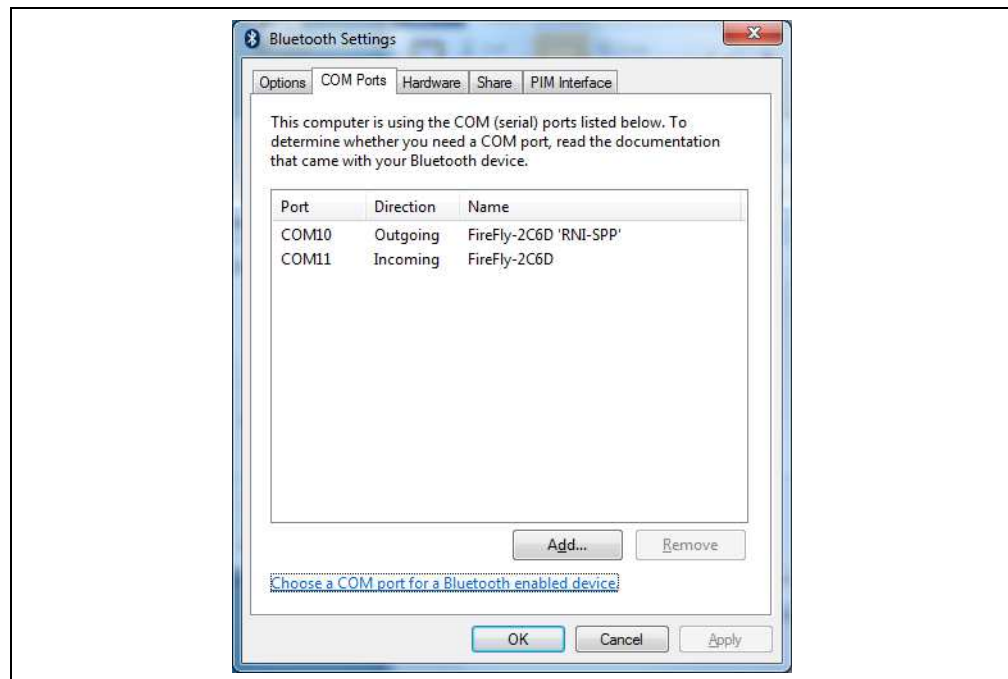 Bluetooth Settings
Options COM Ports Hardware Share PIM Interface
This computer is using the COM (serial) ports listed below. To
determine whether you need a COM port, read the documentation
that came with your Bluetooth device.
Port Direction Name
COM10 Outgoing FireFly-2C6D 'RNI-SPP'
COM11 Incoming FireFly-2C6D
Add... Remove
Choose a COM port for a Bluetooth enabled device.
OK Cancel Apply